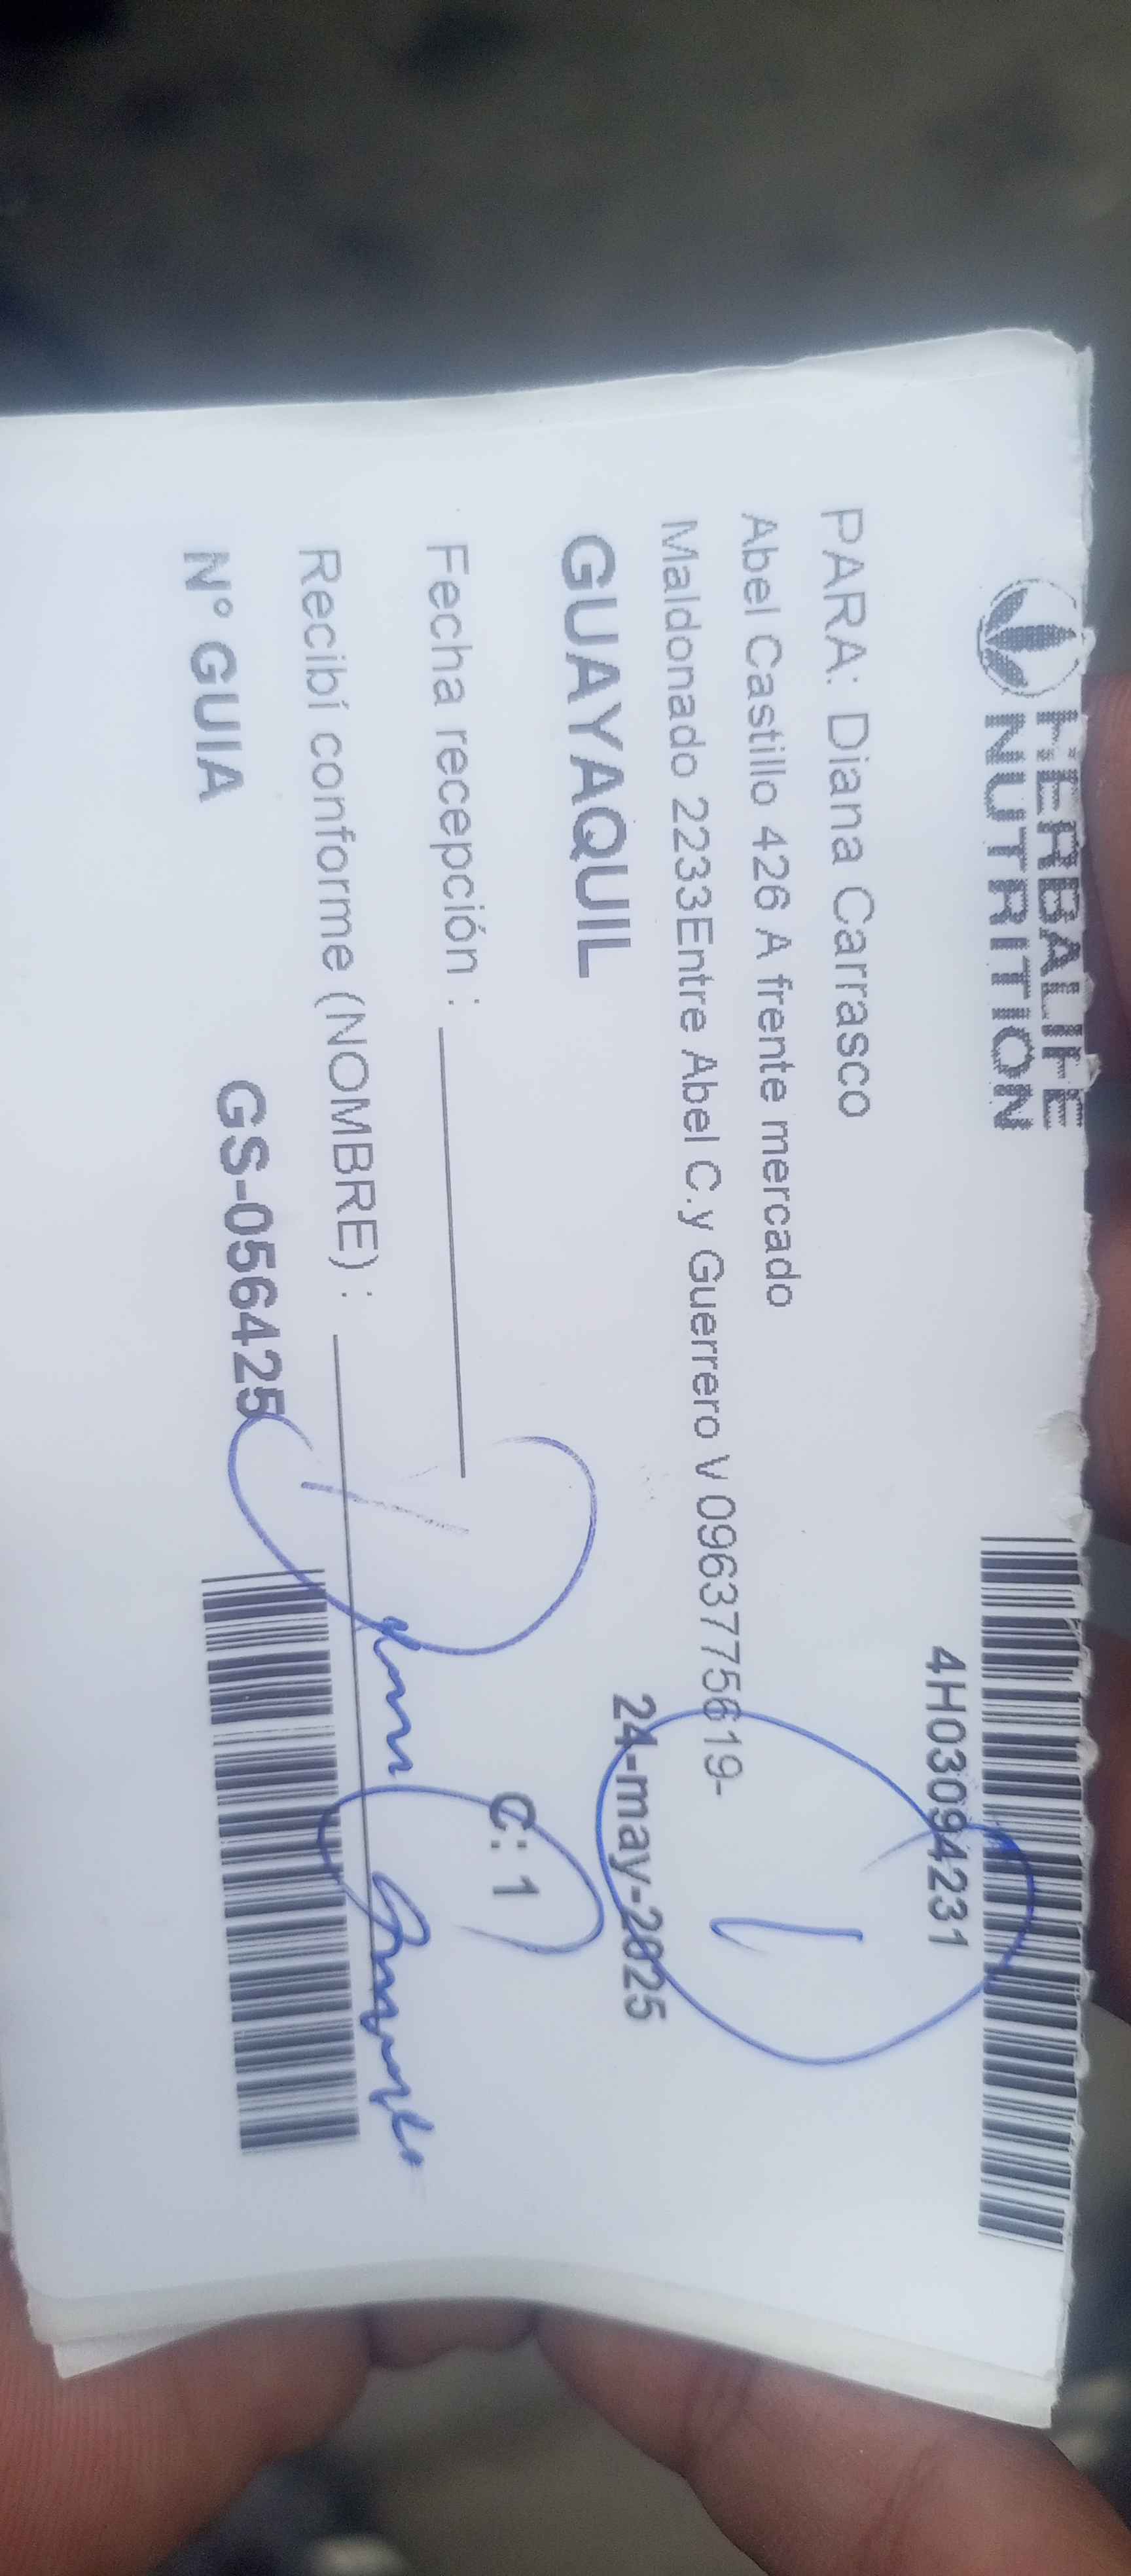 HERBALIFE
NUTRITION
4H03094231
PARA: Diana Carrasco
Abel Castillo 426 A frente mercado
Maldonado 2233Entre Abel C.y Guerrero V 0963775619-
GUAYAQUIL
24-may-2025
Fecha recepción :
C: 1
Recibí conforme (NOMBRE) :
N° GUIA
GS-056425